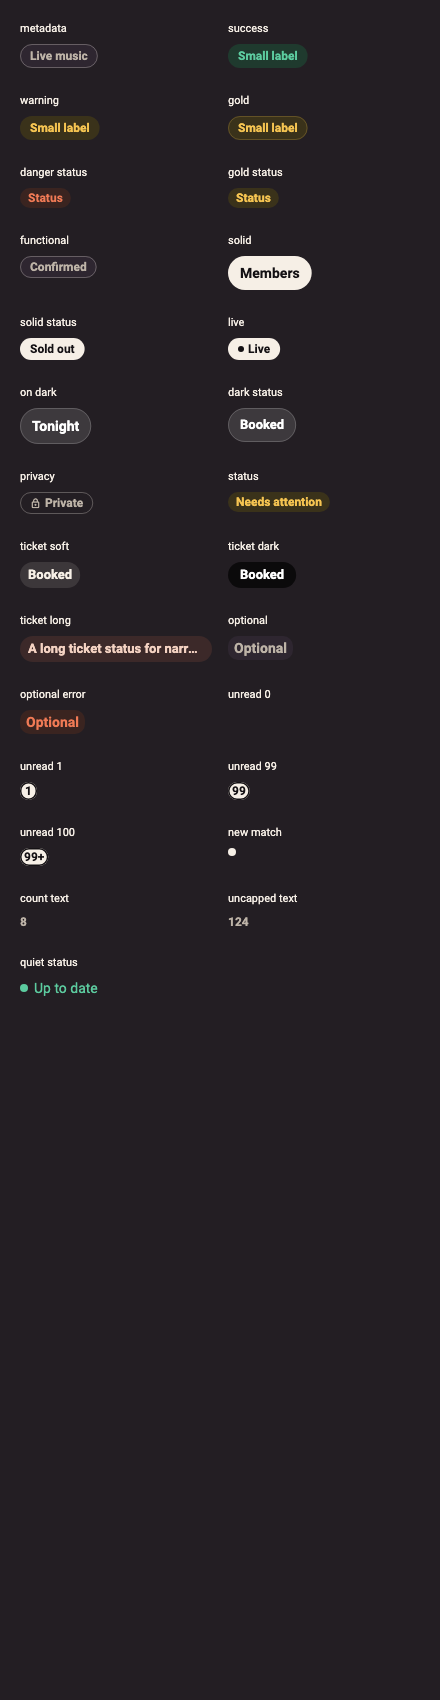 metadata
success
Live music
Small label
warning
gold
Small label
Small label
danger status
gold status
Status
Status
functional
solid
Confirmed
Members
solid status
live
Sold out
Live
on dark
dark status
Tonight
Booked
privacy
status
Private
Needs attention
ticket soft
ticket dark
Booked
Booked
ticket long
optional
A long ticket status for narr...
Optional
optional error
unread 0
Optional
unread 1
unread 99
1
99
unread 100
new match
99+
count text
uncapped text
8
124
quiet status
Up to date